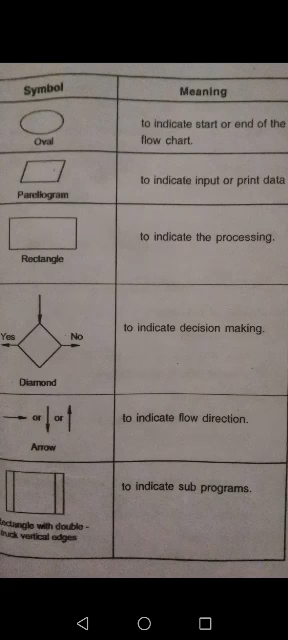 Symbol Meaning
Oval
to indicate start or end of the
flow chart.
Parellogram
to indicate input or print data
Rectangle
to indicate the processing.
Yes No
Diamond
to indicate decision making.
or or
Arrow
to indicate flow direction.
to indicate sub programs.
with double -
vertical edges